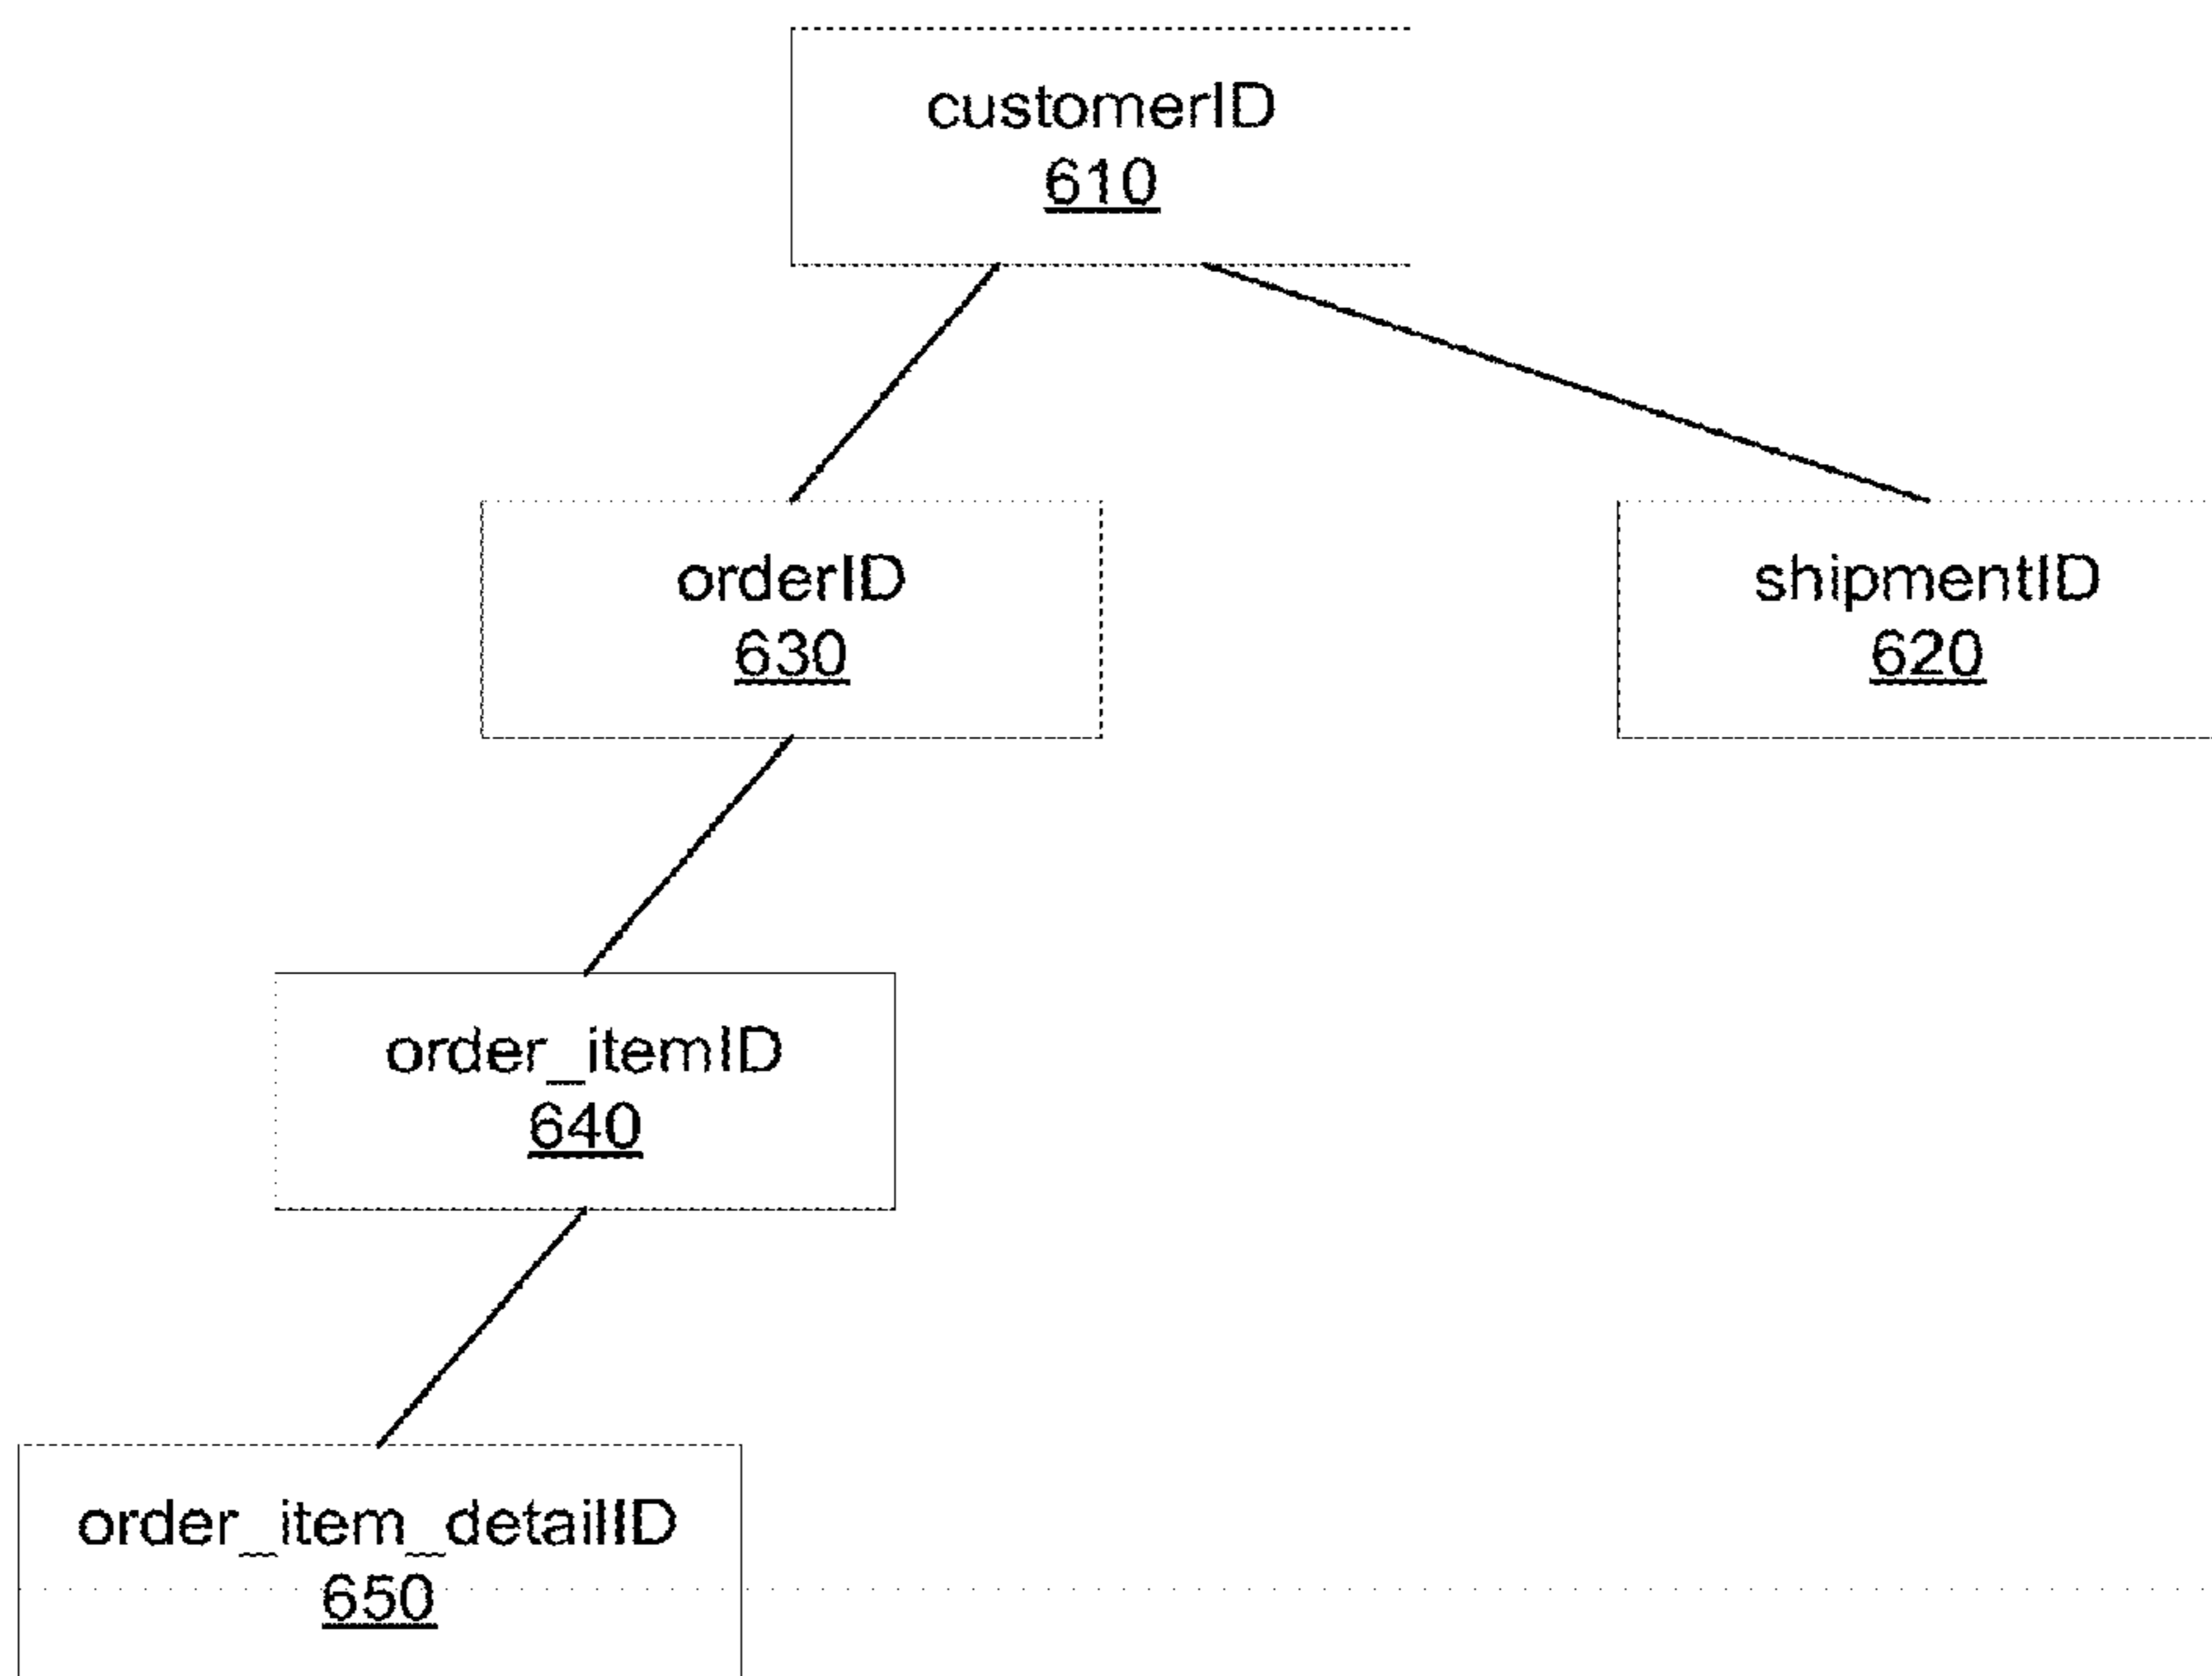 customerID
610
orderID
630
shipmentID
620
order_itemID
640
order_item_detailID
650